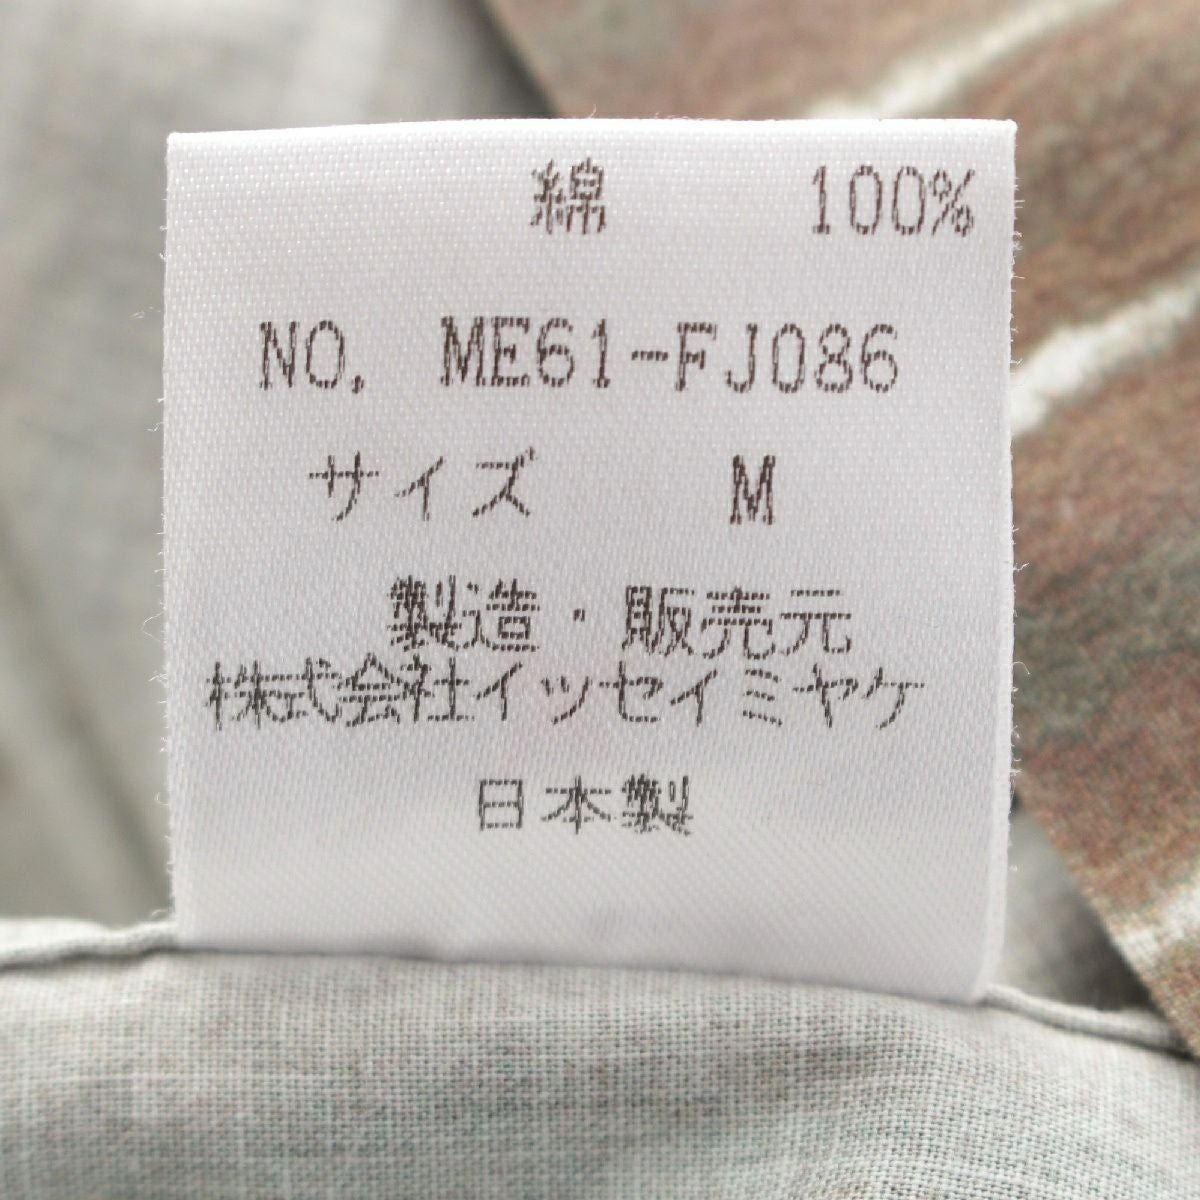 綿 100%
NO. ME61-FJ086
サイズ M
製造・販売元
株式会社イッセイミヤケ
日本製